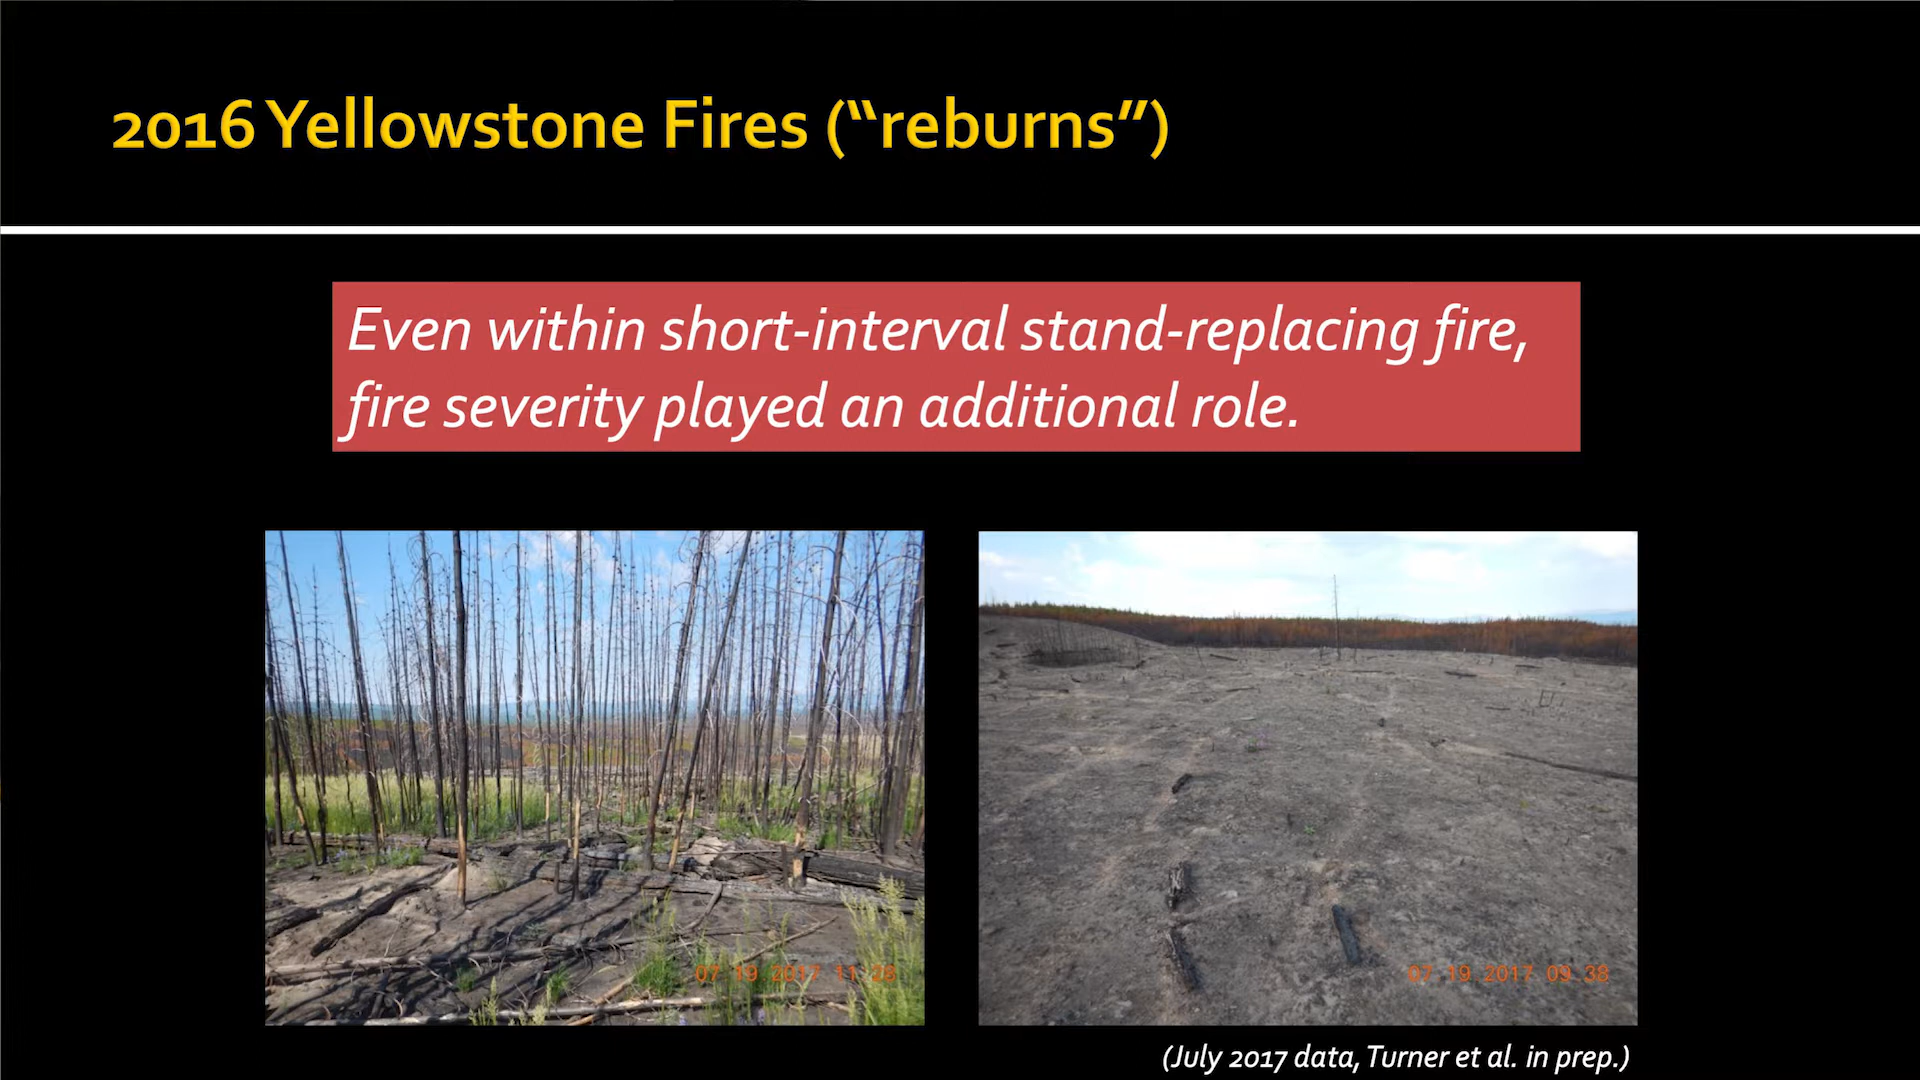 2016 Yellowstone Fires (“reburns”)
Even within short-interval stand-replacing fire,
fire severity played an additional role.
07 19 2017 11 28
07 19 2017 09 38
(July 2017 data, Turner et al. in prep.)